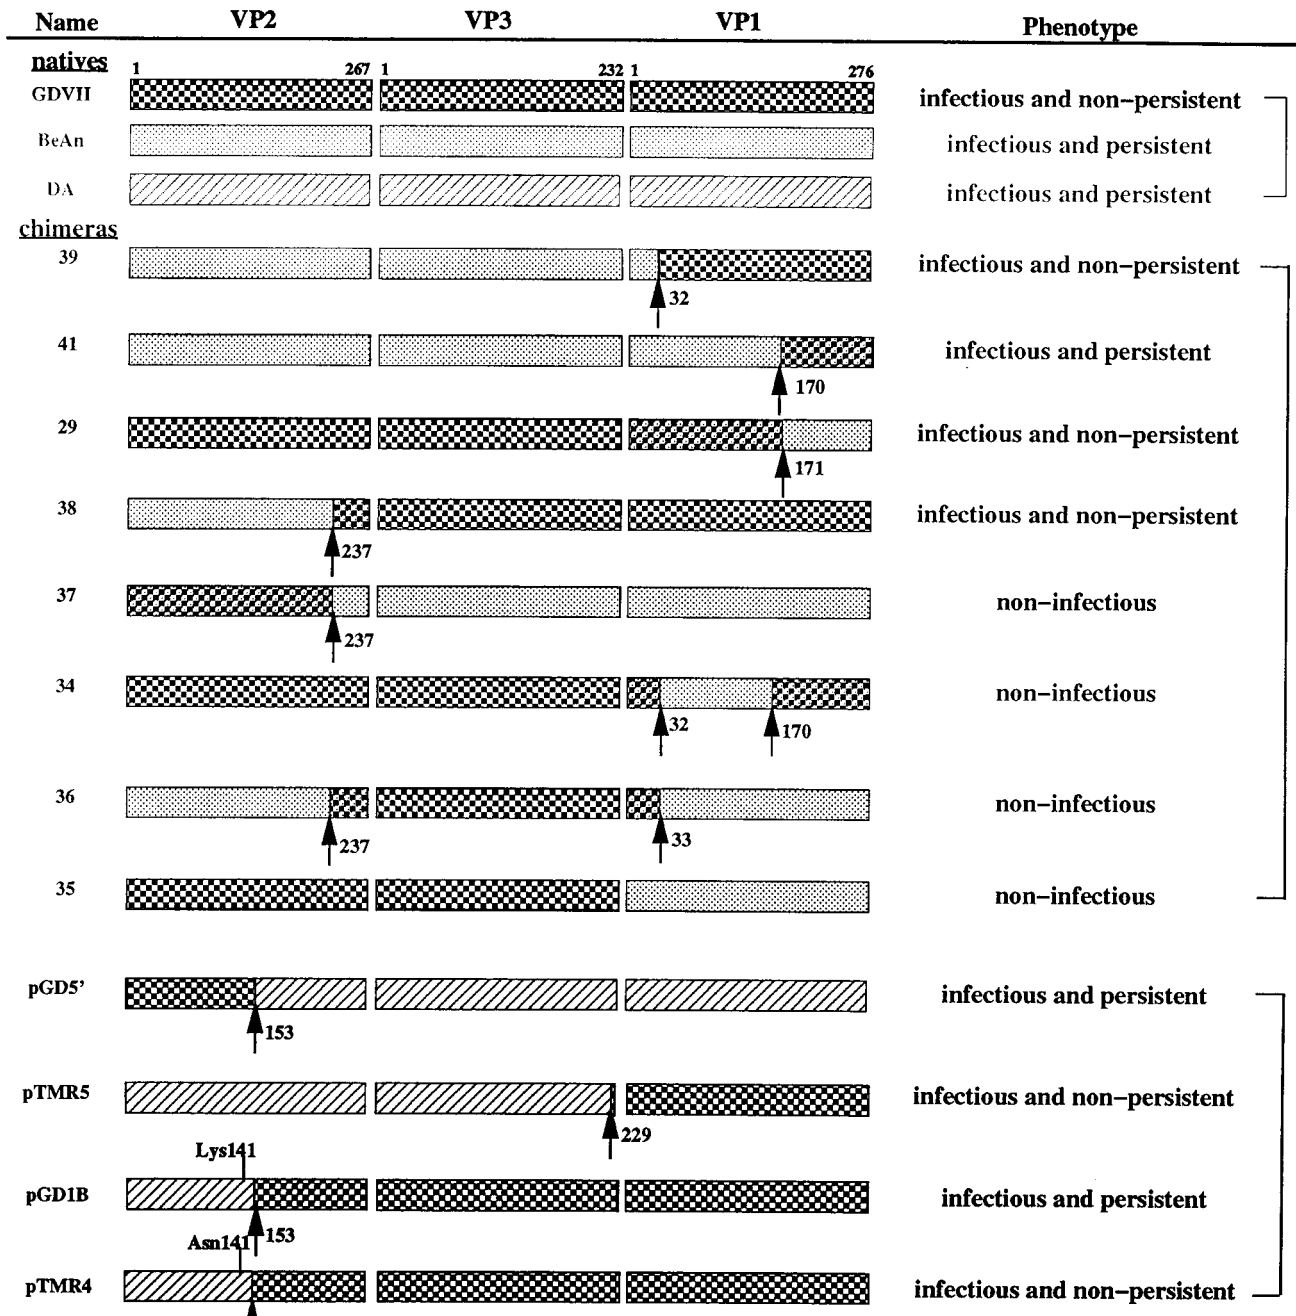 Name VP2 VP3 VP1 Phenotype
natives 1 267 1 232 1 276
GDVII infectious and non-persistent
BeAn infectious and persistent
DA infectious and persistent
chimeras
39 infectious and non-persistent
32
41 infectious and persistent
170
29 infectious and non-persistent
171
38 infectious and non-persistent
237
37 non-infectious
237
34 non-infectious
32 170
36 non-infectious
237 33
35 non-infectious
pGD5' infectious and persistent
153
pTMR5 infectious and non-persistent
229
Lys141
pGD1B infectious and persistent
153
Asn141
pTMR4 infectious and non-persistent